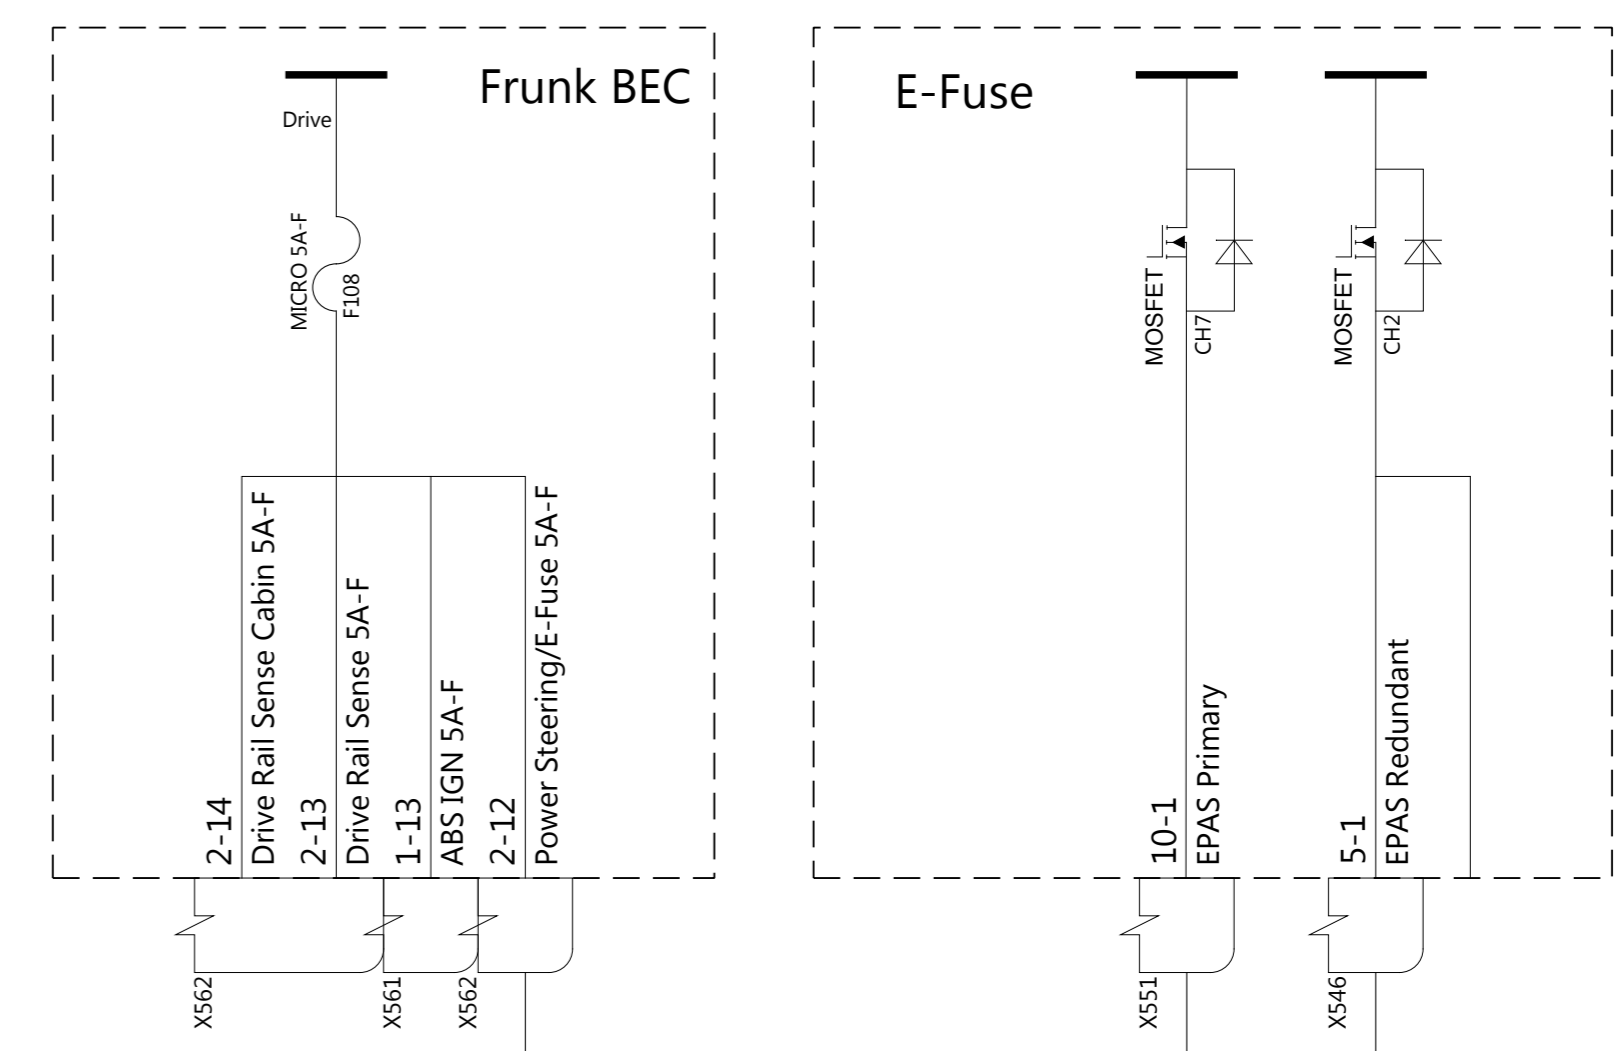 Frunk BEC
Drive
MICRO 5A-F
F108
2-14
Drive Rail Sense Cabin 5A-F
2-13
Drive Rail Sense 5A-F
1-13
ABS IGN 5A-F
2-12
Power Steering/E-Fuse 5A-F
X562
X561
X562
E-Fuse
MOSFET
CH7
MOSFET
CH2
10-1
EPAS Primary
5-1
EPAS Redundant
X551
X546